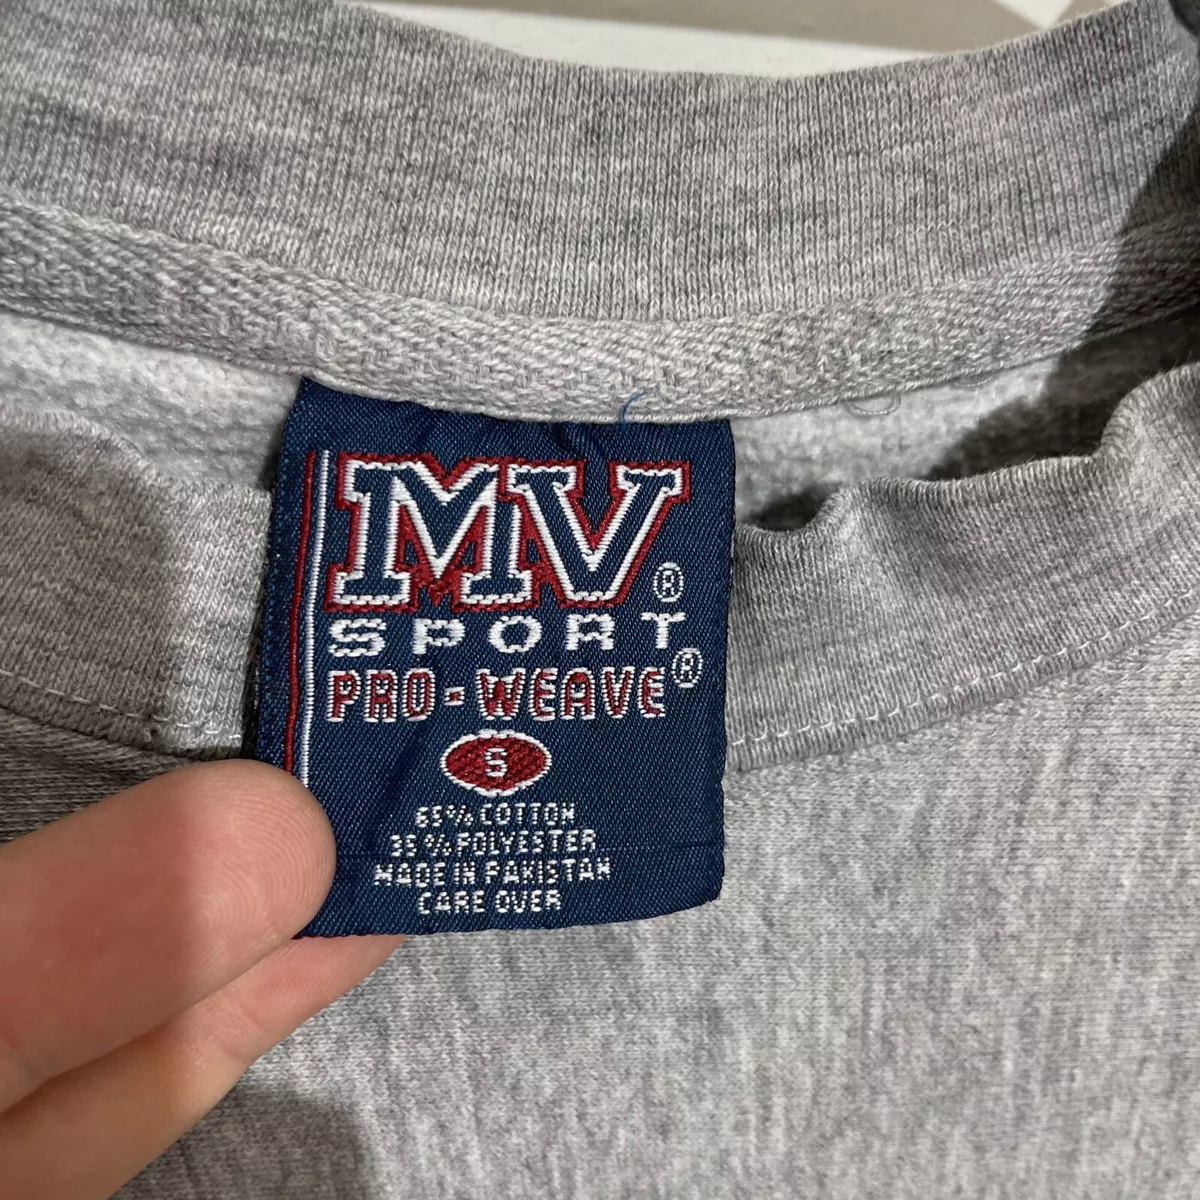 MV®
SPORT
PRO-WEAVE®
S
65% COTTON
35% POLYESTER
MADE IN PAKISTAN
CARE OVER